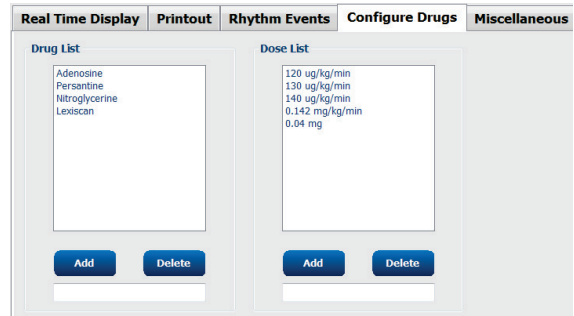 Real Time Display Printout Rhythm Events Configure Drugs Miscellaneous
Drug List
Adenosine
Persantine
Nitroglycerine
Lexiscan
Add Delete
Dose List
120 ug/kg/min
130 ug/kg/min
140 ug/kg/min
0.142 mg/kg/min
0.04 mg
Add Delete